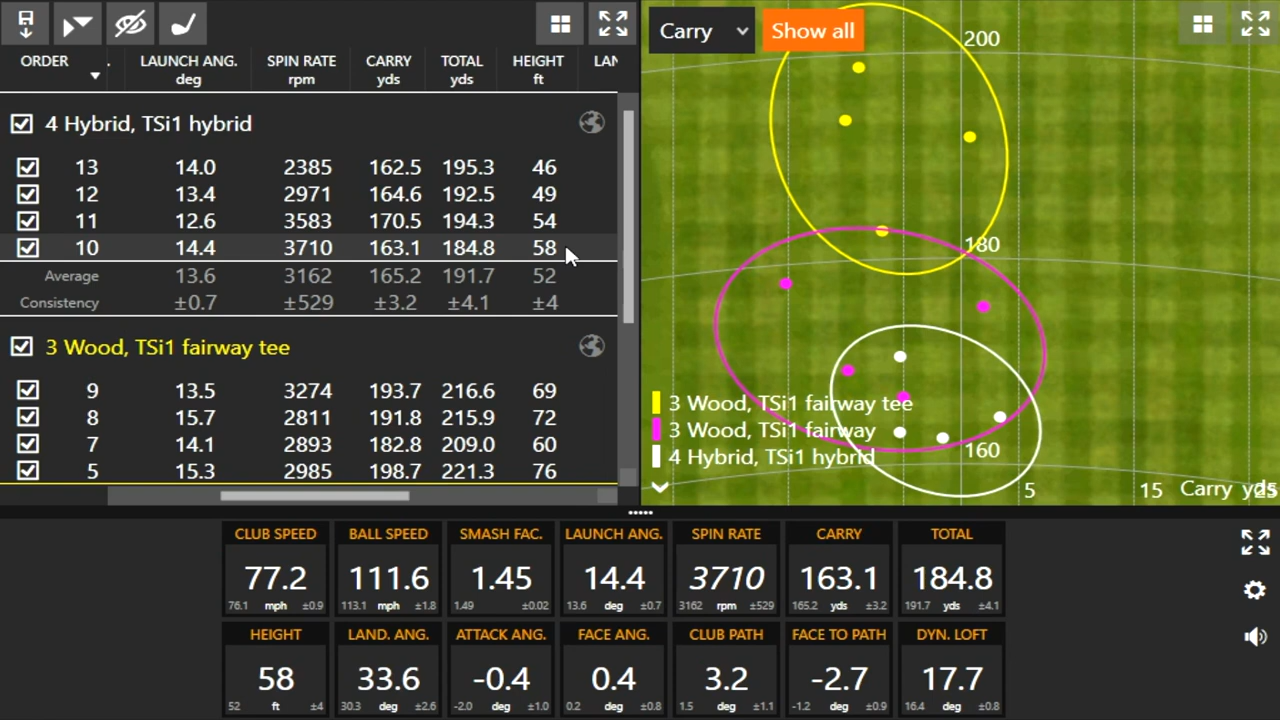 ORDER LAUNCH ANG. SPIN RATE CARRY TOTAL HEIGHT LAN
deg rpm yds yds ft
4 Hybrid, TSi1 hybrid
13 14.0 2385 162.5 195.3 46
12 13.4 2971 164.6 192.5 49
11 12.6 3583 170.5 194.3 54
10 14.4 3710 163.1 184.8 58
Average 13.6 3162 165.2 191.7 52
Consistency ±0.7 ±529 ±3.2 ±4.1 ±4
3 Wood, TSi1 fairway tee
9 13.5 3274 193.7 216.6 69
8 15.7 2811 191.8 215.9 72
7 14.1 2893 182.8 209.0 60
5 15.3 2985 198.7 221.3 76
Carry Show all
200
180
160
3 Wood, TSi1 fairway tee
3 Wood, TSi1 fairway
4 Hybrid, TSi1 hybrid
5 15 25
Carry yds
CLUB SPEED BALL SPEED SMASH FAC. LAUNCH ANG. SPIN RATE CARRY TOTAL
77.2 111.6 1.45 14.4 3710 163.1 184.8
76.1 mph ±0.9 113.1 mph ±1.8 1.49 ±0.02 13.6 deg ±0.7 3162 rpm ±529 165.2 yds ±3.2 191.7 yds ±4.1
HEIGHT LAND. ANG. ATTACK ANG. FACE ANG. CLUB PATH FACE TO PATH DYN. LOFT
58 33.6 -0.4 0.4 3.2 -2.7 17.7
52 ft ±4 30.3 deg ±2.6 -2.0 deg ±1.0 0.2 deg ±0.8 1.5 deg ±1.1 -1.2 deg ±0.9 16.4 deg ±0.8